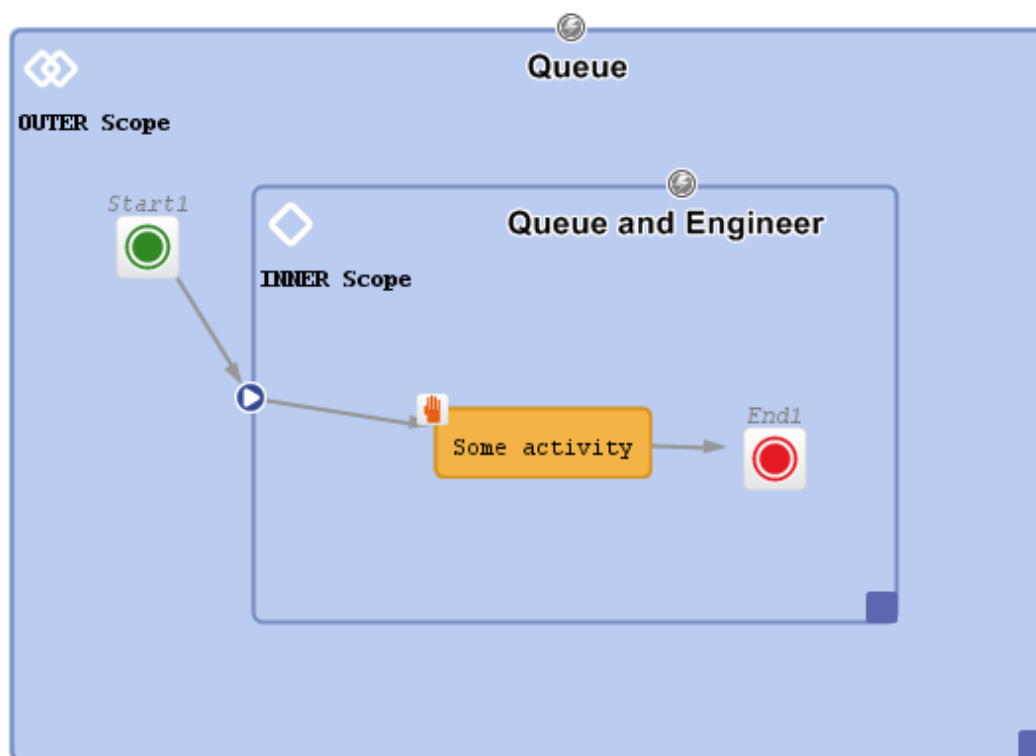 Queue
OUTER Scope
Start1
Queue and Engineer
INNER Scope
Some activity
End1